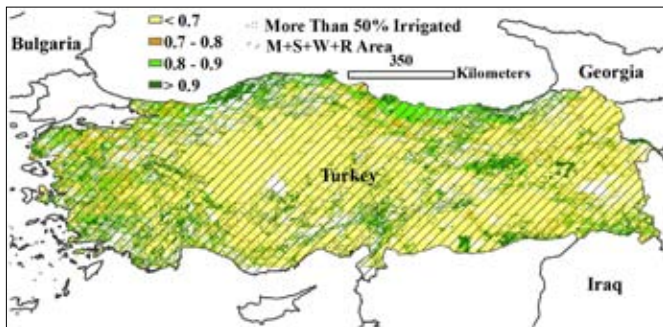 < 0.7
0.7 - 0.8
0.8 - 0.9
> 0.9
More Than 50% Irrigated
M+S+W+R Area
350
Kilometers
Bulgaria
Georgia
Turkey
Iraq